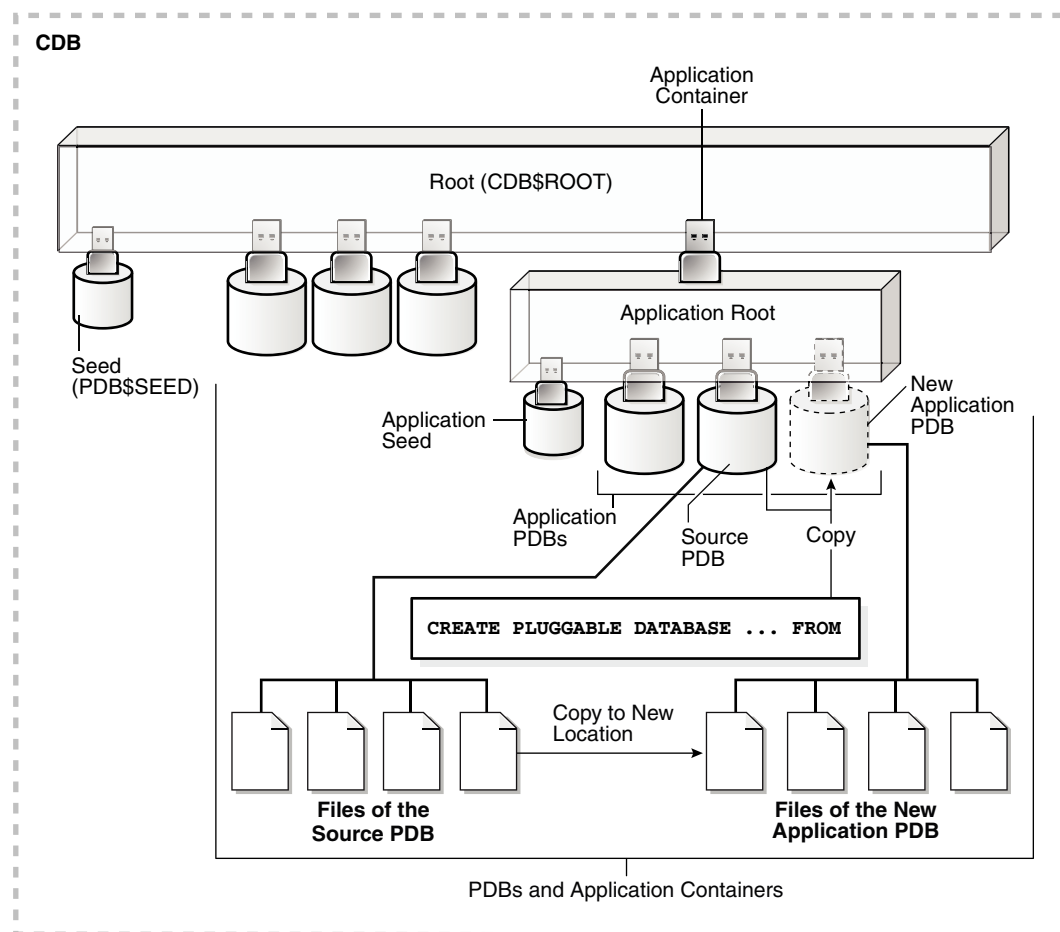 CDB
Application
Container
Root (CDB$ROOT)
Application Root
Seed
(PDB$SEED)
New
Application
PDB
Application
Seed
Application
PDBs
Source
PDB
Copy
CREATE PLUGGABLE DATABASE ... FROM
Copy to New
Location
Files of the
Source PDB
Files of the New
Application PDB
PDBs and Application Containers